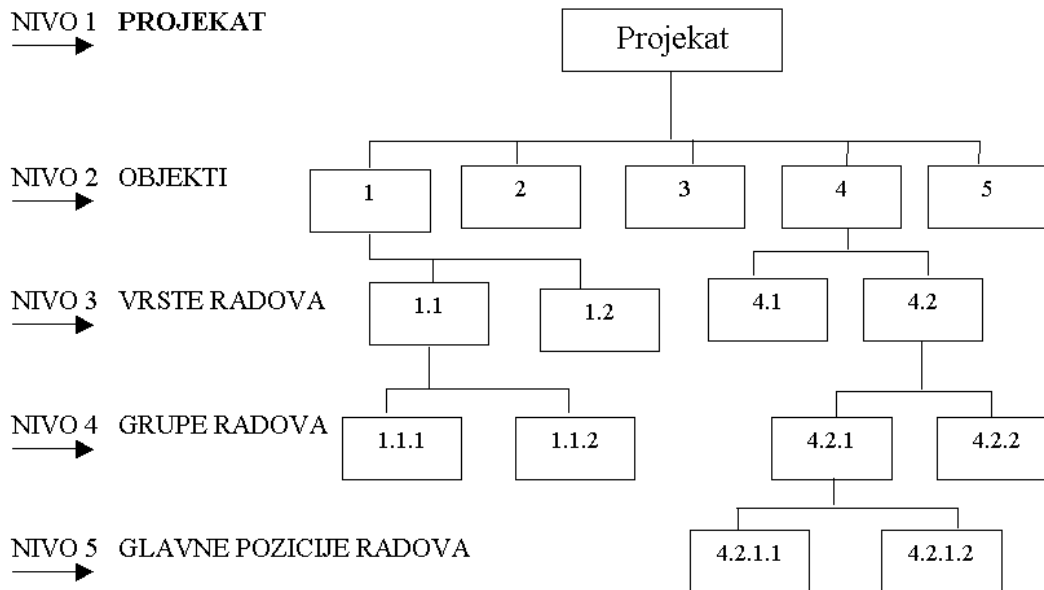 NIVO 1 PROJEKAT
Projekat
NIVO 2 OBJEKTI
1 2 3 4 5
NIVO 3 VRSTE RADOVA
1.1 1.2 4.1 4.2
NIVO 4 GRUPE RADOVA
1.1.1 1.1.2 4.2.1 4.2.2
NIVO 5 GLAVNE POZICIJE RADOVA
4.2.1.1 4.2.1.2